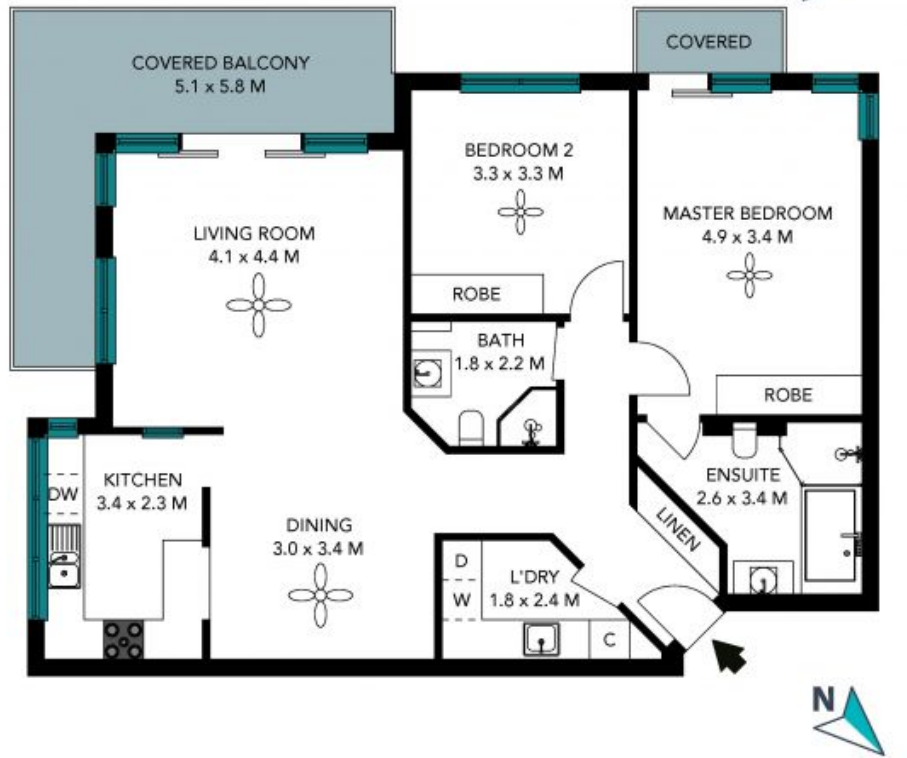 COVERED BALCONY
5.1 x 5.8 M
COVERED
BEDROOM 2
3.3 x 3.3 M
MASTER BEDROOM
4.9 x 3.4 M
LIVING ROOM
4.1 x 4.4 M
ROBE
BATH
1.8 x 2.2 M
ROBE
KITCHEN
3.4 x 2.3 M
DW
ENSUITE
2.6 x 3.4 M
LINEN
DINING
3.0 x 3.4 M
D
W
L'DRY
1.8 x 2.4 M
C
N